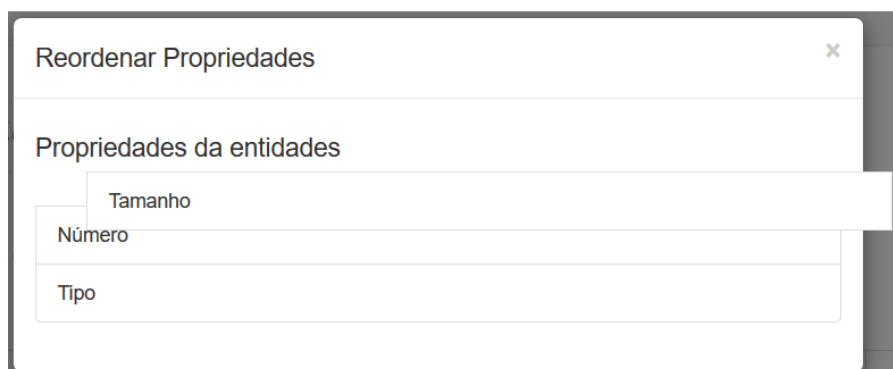 Reordenar Propriedades
×
Propriedades da entidades
Tamanho
Número
Tipo